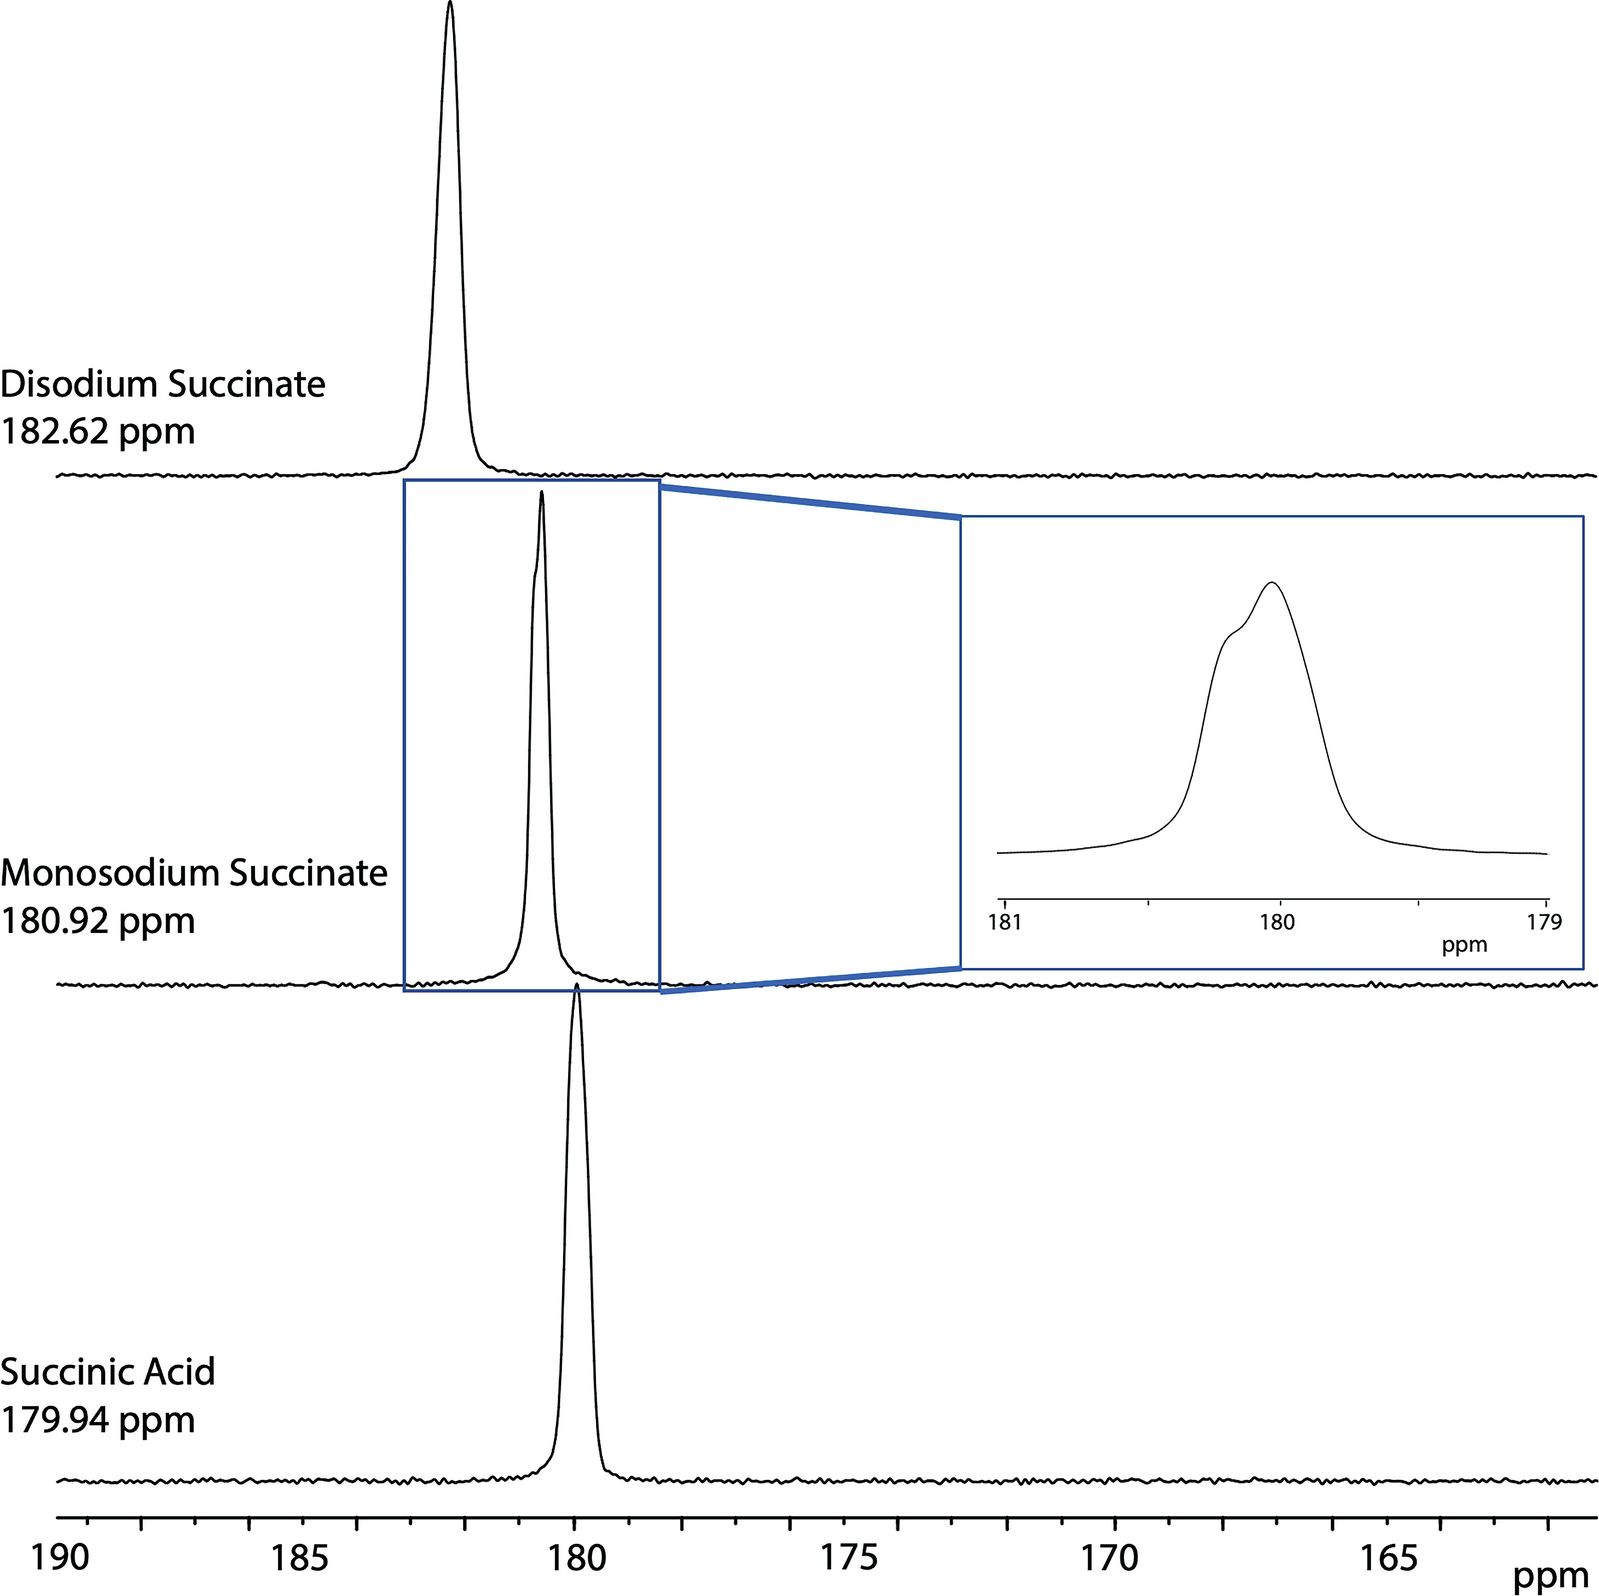 Disodium Succinate
182.62 ppm
Monosodium Succinate
180.92 ppm
181 180 179
ppm
Succinic Acid
179.94 ppm
190 185 180 175 170 165
ppm